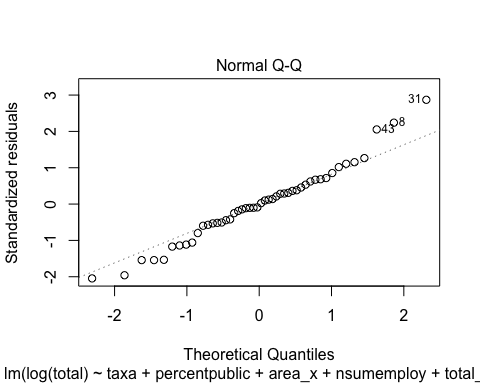 Normal Q-Q
Standardized residuals
3
2
1
0
-1
-2
31
8
43
-2 -1 0 1 2
Theoretical Quantiles
lm(log(total) ~ taxa + percentpublic + area_x + nsumemploy + total_